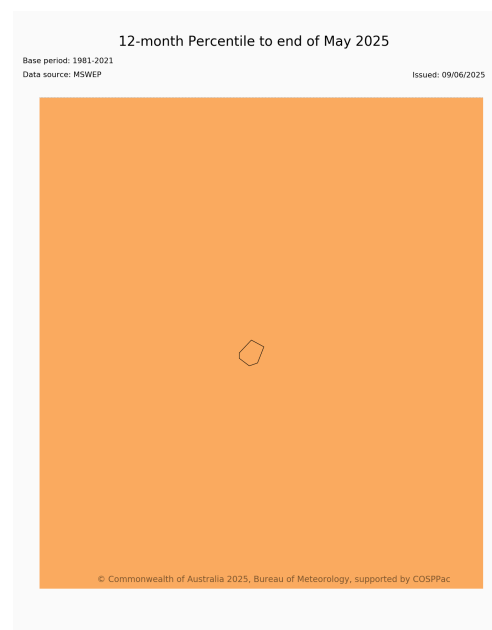 12-month Percentile to end of May 2025
Base period: 1981-2021
Data source: MSWEP
Issued: 09/06/2025
© Commonwealth of Australia 2025, Bureau of Meteorology, supported by COSPPac